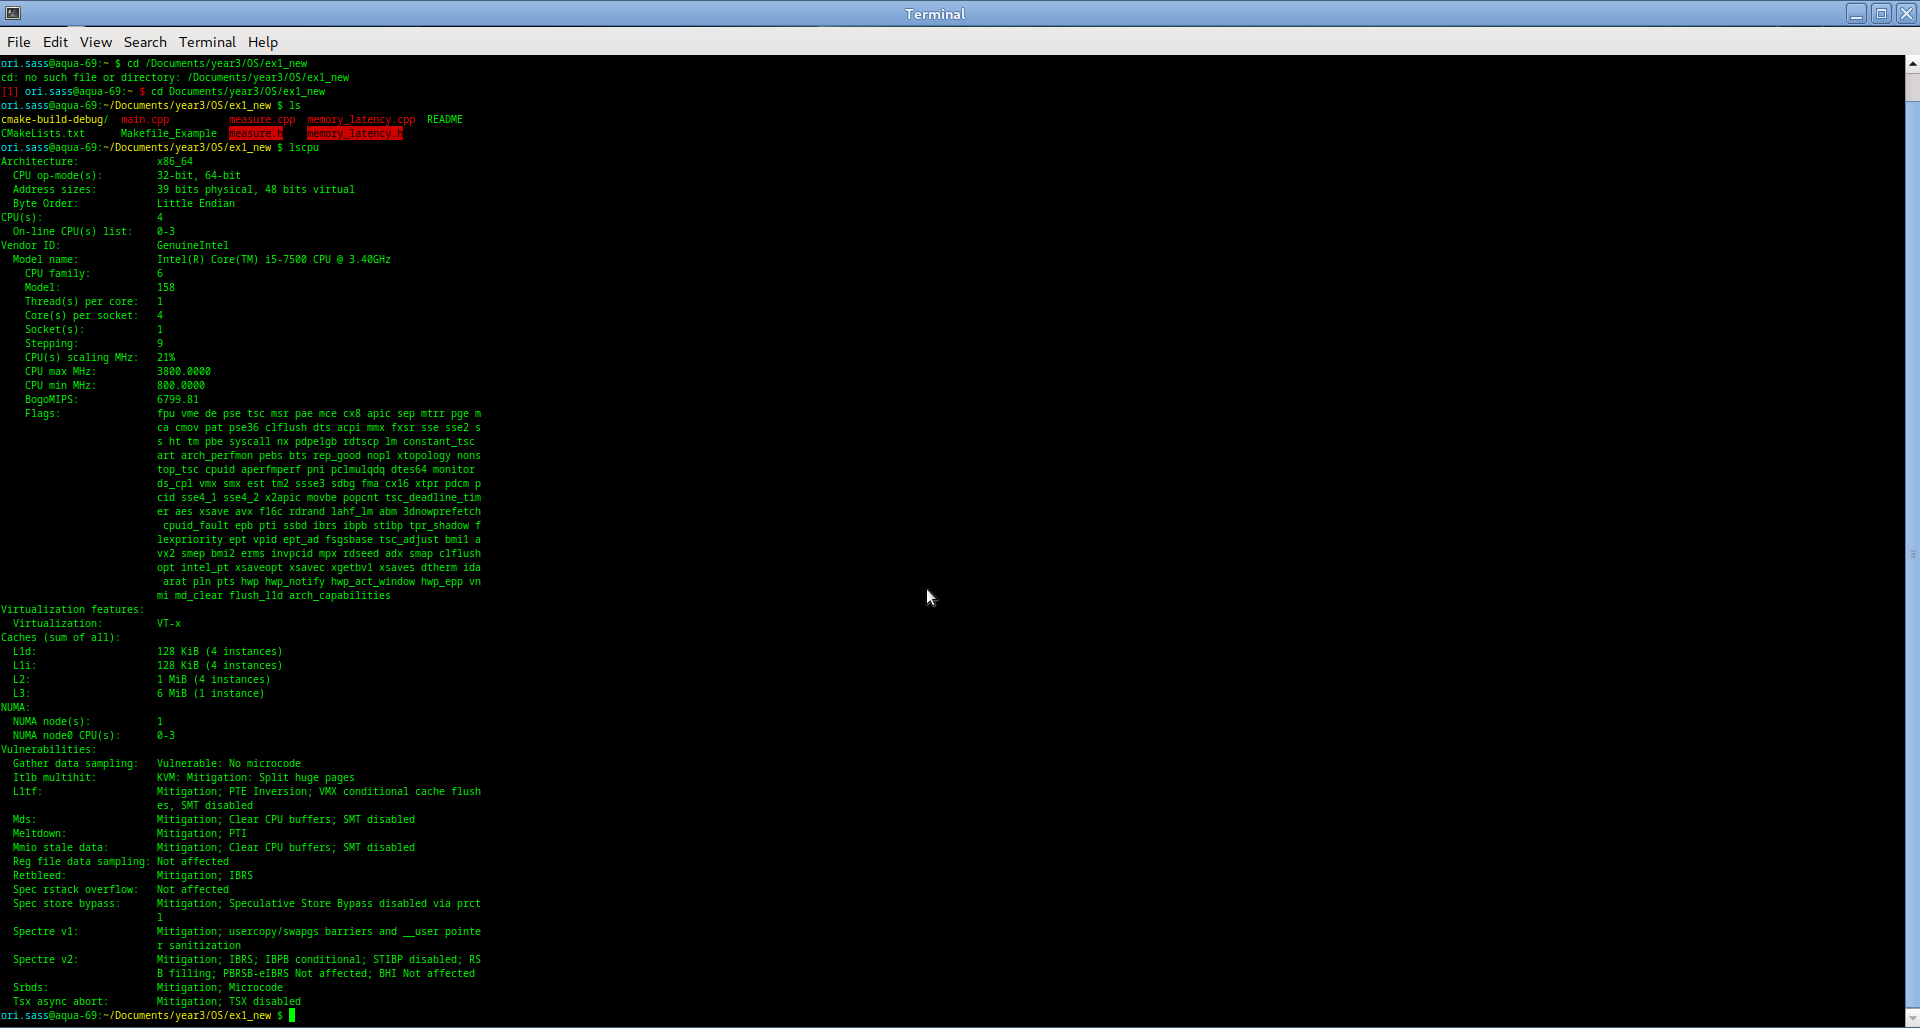 Terminal
File Edit View Search Terminal Help
ori.sass@aqua-69:~ $ cd /Documents/year3/OS/ex1_new
cd: no such file or directory: /Documents/year3/OS/ex1_new
[1] ori.sass@aqua-69:~ $ cd Documents/year3/OS/ex1_new
ori.sass@aqua-69:~/Documents/year3/OS/ex1_new $ ls
cmake-build-debug/  main.cpp          measure.cpp  memory_latency.cpp  README
CMakeLists.txt      Makefile_Example  measure.h    memory_latency.h
ori.sass@aqua-69:~/Documents/year3/OS/ex1_new $ lscpu
Architecture:             x86_64
  CPU op-mode(s):         32-bit, 64-bit
  Address sizes:          39 bits physical, 48 bits virtual
  Byte Order:             Little Endian
CPU(s):                   4
  On-line CPU(s) list:    0-3
Vendor ID:                GenuineIntel
  Model name:             Intel(R) Core(TM) i5-7500 CPU @ 3.40GHz
    CPU family:           6
    Model:                158
    Thread(s) per core:   1
    Core(s) per socket:   4
    Socket(s):            1
    Stepping:             9
    CPU(s) scaling MHz:   21%
    CPU max MHz:          3800.0000
    CPU min MHz:          800.0000
    BogoMIPS:             6799.81
    Flags:                fpu vme de pse tsc msr pae mce cx8 apic sep mtrr pge m
                          ca cmov pat pse36 clflush dts acpi mmx fxsr sse sse2 s
                          s ht tm pbe syscall nx pdpe1gb rdtscp lm constant_tsc
                          art arch_perfmon pebs bts rep_good nopl xtopology nons
                          top_tsc cpuid aperfmperf pni pclmulqdq dtes64 monitor
                          ds_cpl vmx smx est tm2 ssse3 sdbg fma cx16 xtpr pdcm p
                          cid sse4_1 sse4_2 x2apic movbe popcnt tsc_deadline_tim
                          er aes xsave avx f16c rdrand lahf_lm abm 3dnowprefetch
                           cpuid_fault epb pti ssbd ibrs ibpb stibp tpr_shadow f
                          lexpriority ept vpid ept_ad fsgsbase tsc_adjust bmi1 a
                          vx2 smep bmi2 erms invpcid mpx rdseed adx smap clflush
                          opt intel_pt xsaveopt xsavec xgetbv1 xsaves dtherm ida
                           arat pln pts hwp hwp_notify hwp_act_window hwp_epp vn
                          mi md_clear flush_l1d arch_capabilities
Virtualization features:
  Virtualization:         VT-x
Caches (sum of all):
  L1d:                    128 KiB (4 instances)
  L1i:                    128 KiB (4 instances)
  L2:                     1 MiB (4 instances)
  L3:                     6 MiB (1 instance)
NUMA:
  NUMA node(s):           1
  NUMA node0 CPU(s):      0-3
Vulnerabilities:
  Gather data sampling:   Vulnerable: No microcode
  Itlb multihit:          KVM: Mitigation: Split huge pages
  L1tf:                   Mitigation; PTE Inversion; VMX conditional cache flush
                          es, SMT disabled
  Mds:                    Mitigation; Clear CPU buffers; SMT disabled
  Meltdown:               Mitigation; PTI
  Mmio stale data:        Mitigation; Clear CPU buffers; SMT disabled
  Reg file data sampling: Not affected
  Retbleed:               Mitigation; IBRS
  Spec rstack overflow:   Not affected
  Spec store bypass:      Mitigation; Speculative Store Bypass disabled via prct
                          l
  Spectre v1:             Mitigation; usercopy/swapgs barriers and __user pointe
                          r sanitization
  Spectre v2:             Mitigation; IBRS; IBPB conditional; STIBP disabled; RS
                          B filling; PBRSB-eIBRS Not affected; BHI Not affected
  Srbds:                  Mitigation; Microcode
  Tsx async abort:        Mitigation; TSX disabled
ori.sass@aqua-69:~/Documents/year3/OS/ex1_new $